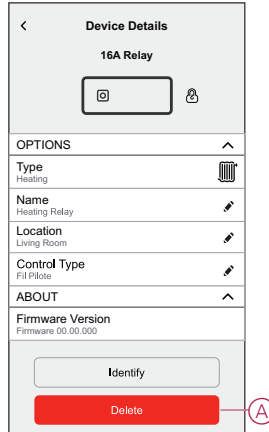 Device Details
16A Relay
OPTIONS
Type
Heating
Name
Heating Relay
Location
Living Room
Control Type
Fil Pilote
ABOUT
Firmware Version
Firmware 00.00.000
Identify
Delete
A